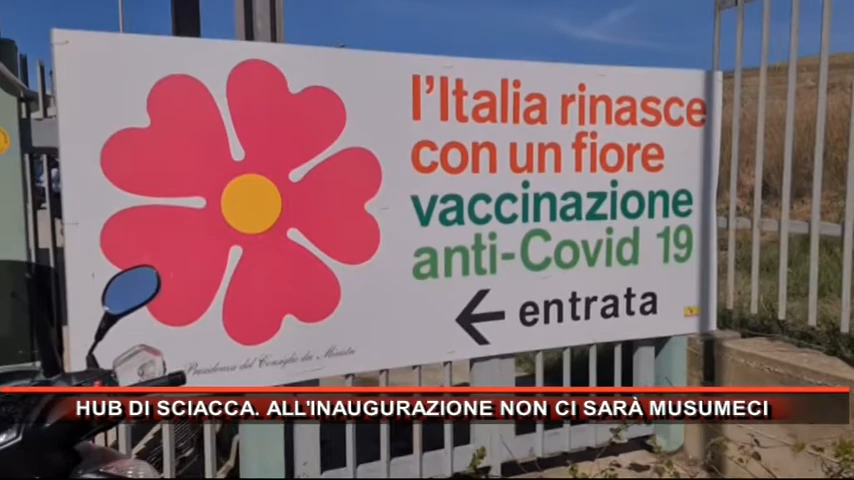 l'Italia rinasce
con un fiore
vaccinazione
anti-Covid 19
← entrata
Presidenza del Consiglio dei Ministri
HUB DI SCIACCA. ALL'INAUGURAZIONE NON CI SARÀ MUSUMECI